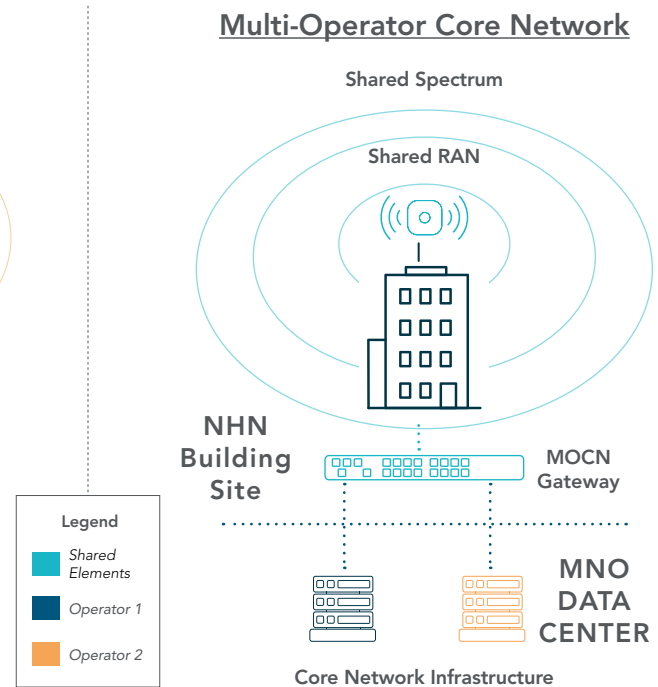 Multi-Operator Core Network
Shared Spectrum
Shared RAN
NHN
Building
Site
MOCN
Gateway
Legend
Shared
Elements
Operator 1
Operator 2
MNO
DATA
CENTER
Core Network Infrastructure